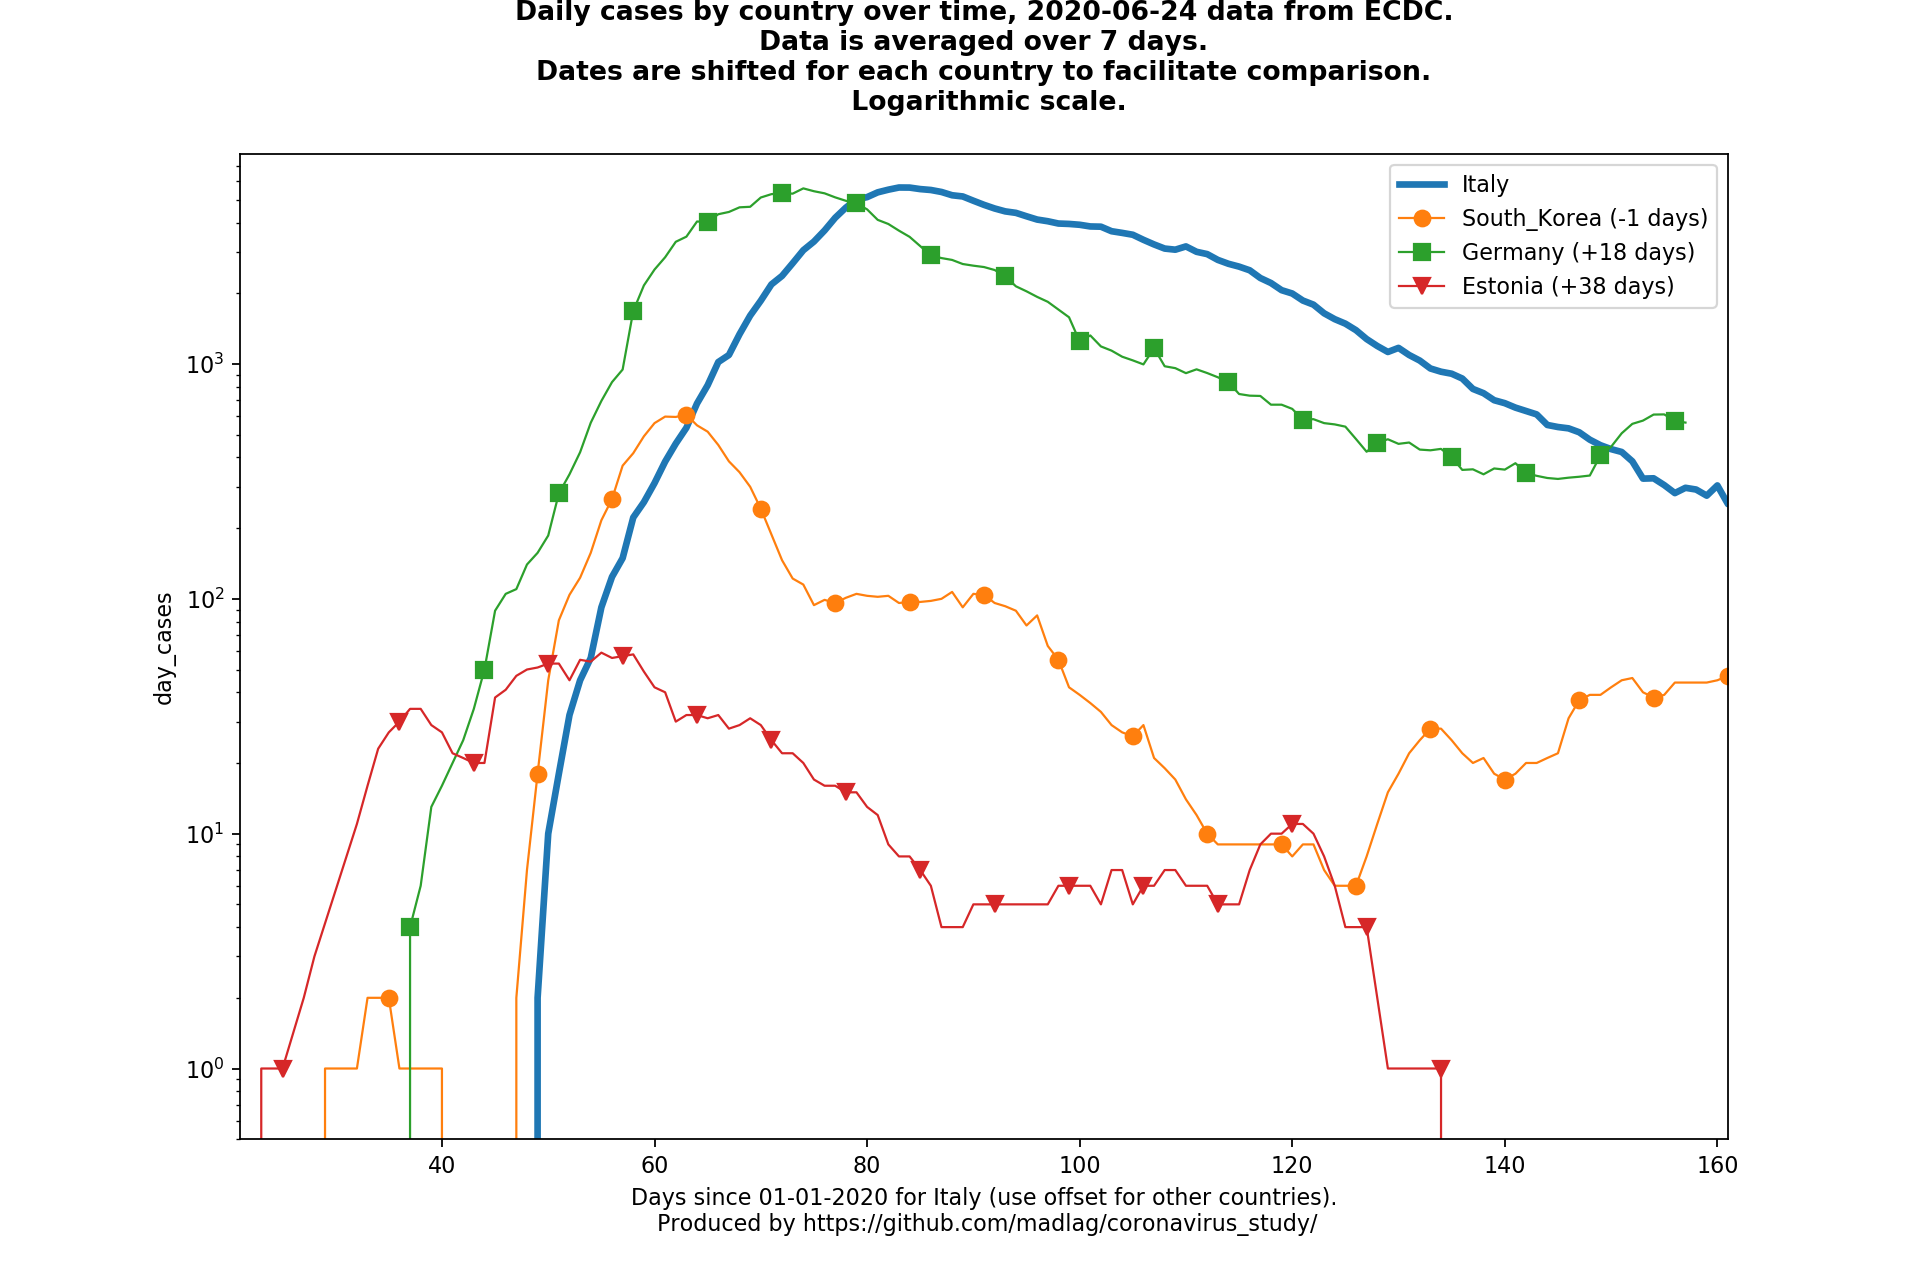 Daily cases by country over time, 2020-06-24 data from ECDC.
Data is averaged over 7 days.
Dates are shifted for each country to facilitate comparison.
Logarithmic scale.
Italy
South_Korea (-1 days)
Germany (+18 days)
Estonia (+38 days)
day_cases
10³
10²
10¹
10⁰
40 60 80 100 120 140 160
Days since 01-01-2020 for Italy (use offset for other countries).
Produced by https://github.com/madlag/coronavirus_study/